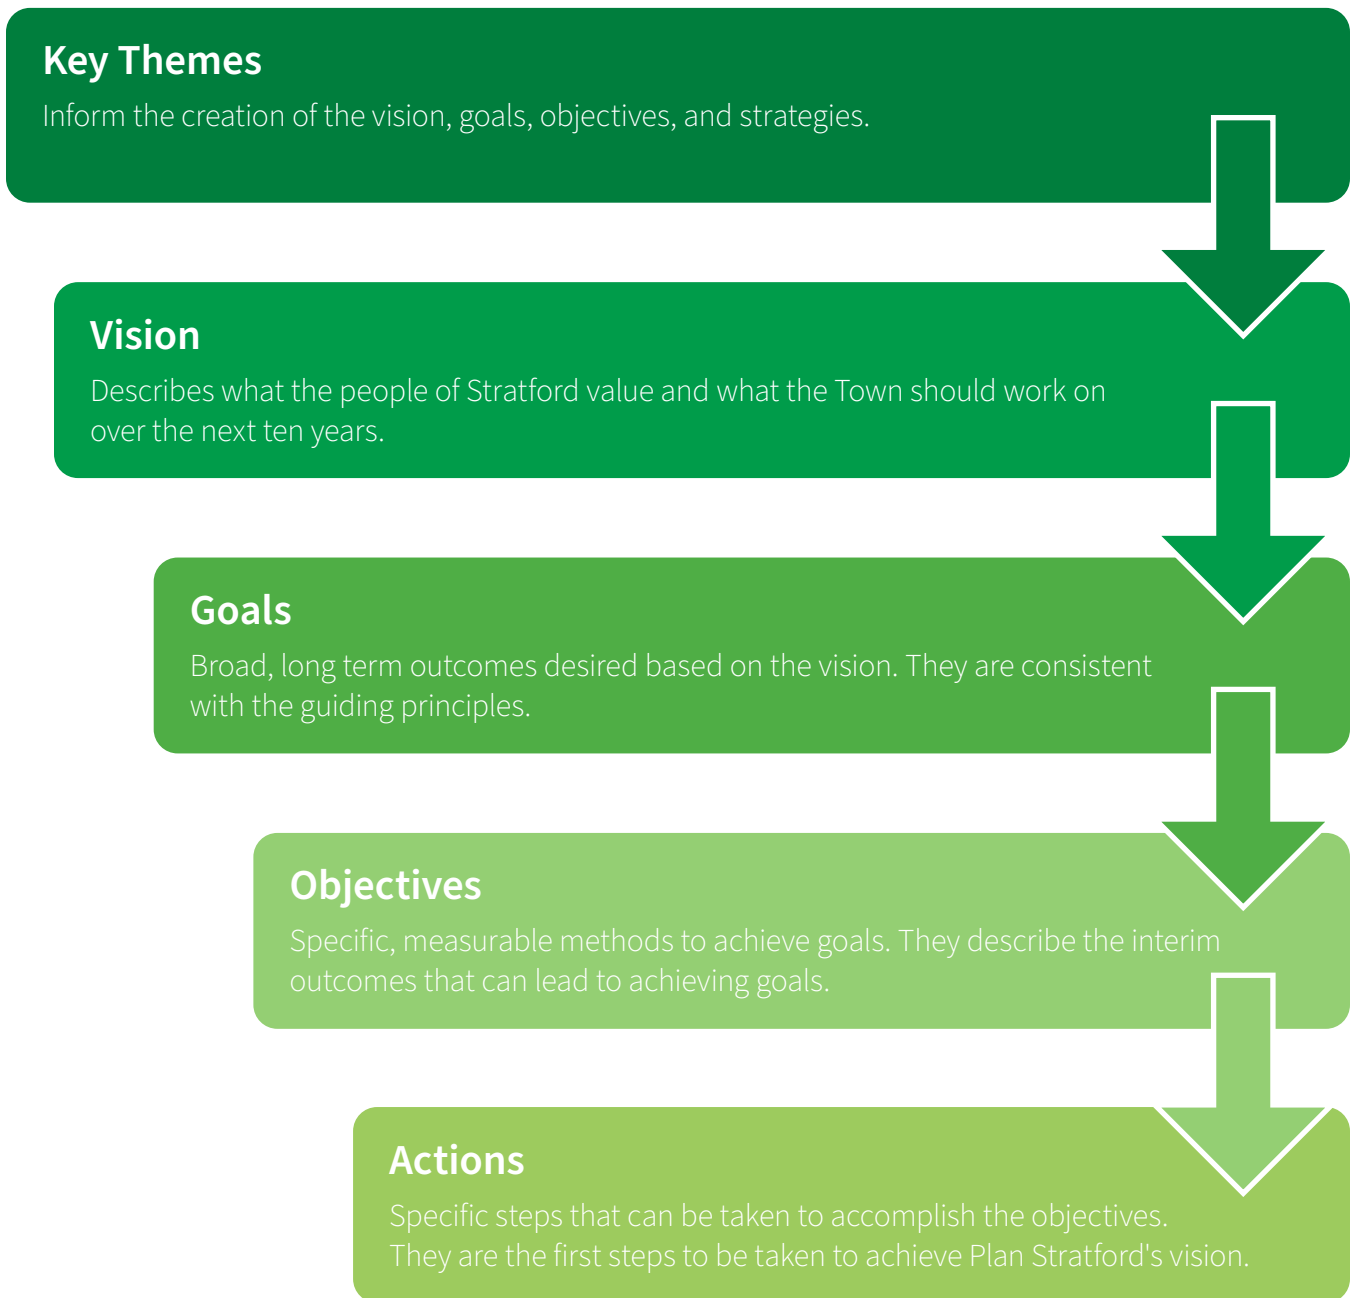 Key Themes
Inform the creation of the vision, goals, objectives, and strategies.
Vision
Describes what the people of Stratford value and what the Town should work on
over the next ten years.
Goals
Broad, long term outcomes desired based on the vision. They are consistent
with the guiding principles.
Objectives
Specific, measurable methods to achieve goals. They describe the interim
outcomes that can lead to achieving goals.
Actions
Specific steps that can be taken to accomplish the objectives.
They are the first steps to be taken to achieve Plan Stratford's vision.